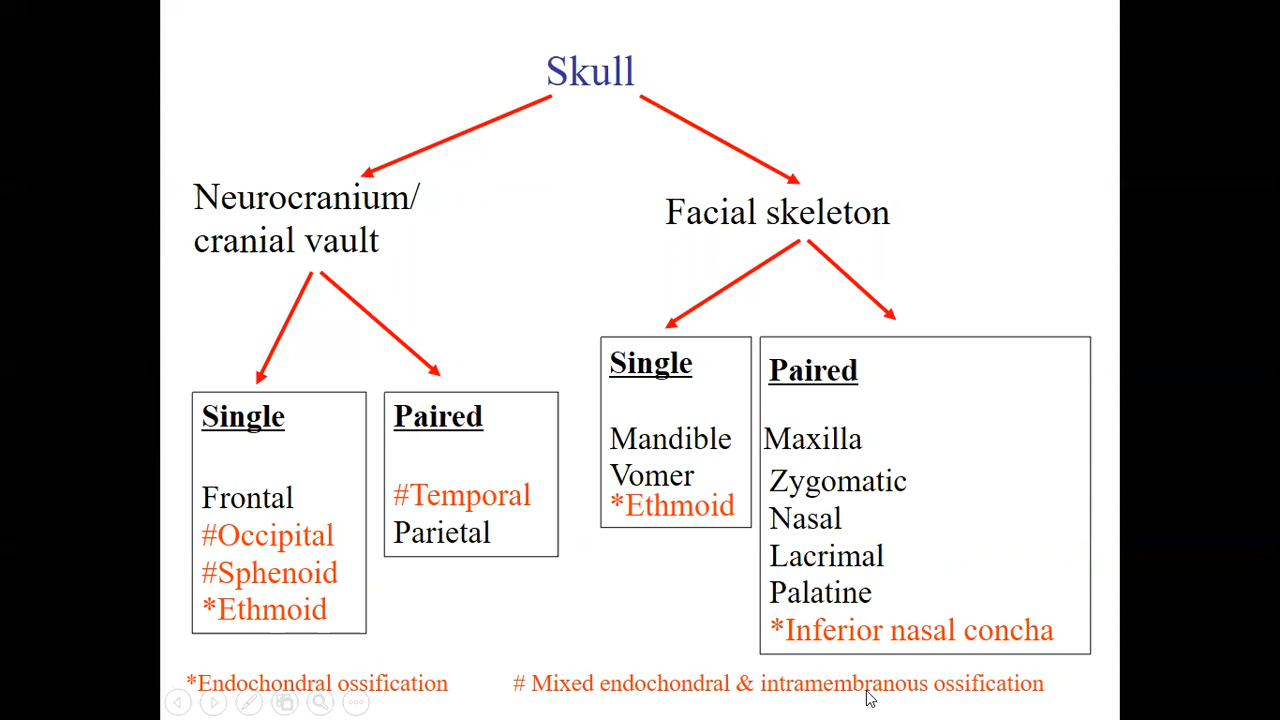 Skull
Neurocranium/
cranial vault
Facial skeleton
Single
Frontal
#Occipital
#Sphenoid
*Ethmoid
Paired
#Temporal
Parietal
Single
Mandible
Vomer
*Ethmoid
Paired
Maxilla
Zygomatic
Nasal
Lacrimal
Palatine
*Inferior nasal concha
*Endochondral ossification
# Mixed endochondral & intramembranous ossification